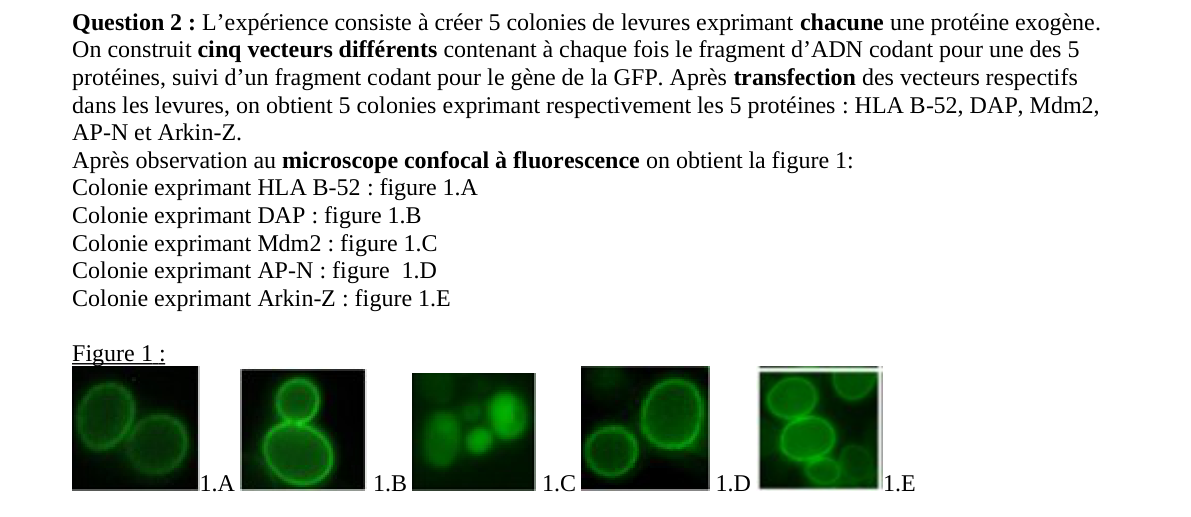 Question 2 : L’expérience consiste à créer 5 colonies de levures exprimant chacune une protéine exogène.
On construit cinq vecteurs différents contenant à chaque fois le fragment d’ADN codant pour une des 5
protéines, suivi d’un fragment codant pour le gène de la GFP. Après transfection des vecteurs respectifs
dans les levures, on obtient 5 colonies exprimant respectivement les 5 protéines : HLA B-52, DAP, Mdm2,
AP-N et Arkin-Z.
Après observation au microscope confocal à fluorescence on obtient la figure 1:
Colonie exprimant HLA B-52 : figure 1.A
Colonie exprimant DAP : figure 1.B
Colonie exprimant Mdm2 : figure 1.C
Colonie exprimant AP-N : figure  1.D
Colonie exprimant Arkin-Z : figure 1.E
Figure 1 :
1.A 1.B 1.C 1.D 1.E